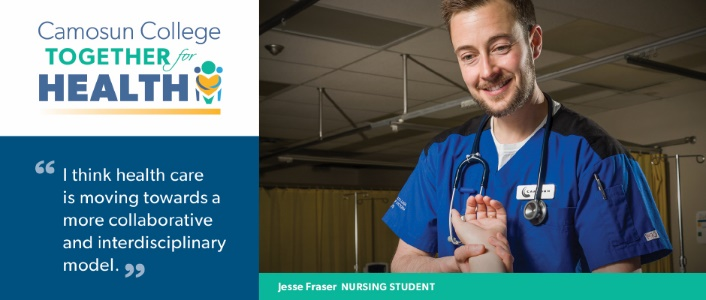 Camosun College
TOGETHER for
HEALTH
“ I think health care
is moving towards a
more collaborative
and interdisciplinary
model. ”
Jesse Fraser NURSING STUDENT